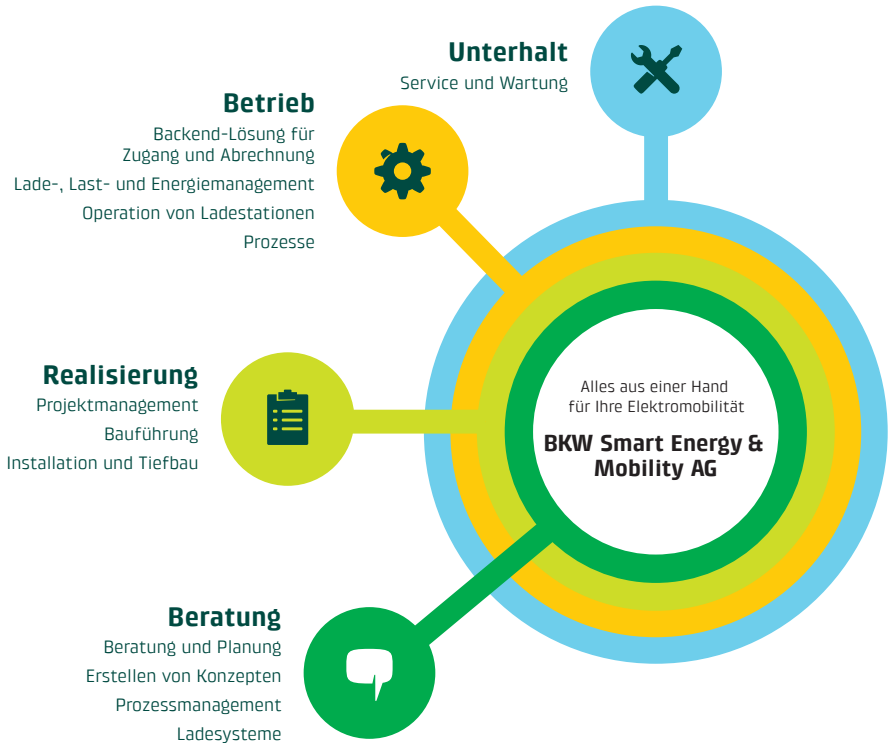 Unterhalt
Service und Wartung
Betrieb
Backend-Lösung für
Zugang und Abrechnung
Lade-, Last- und Energiemanagement
Operation von Ladestationen
Prozesse
Realisierung
Projektmanagement
Bauführung
Installation und Tiefbau
Alles aus einer Hand
für Ihre Elektromobilität
BKW Smart Energy &
Mobility AG
Beratung
Beratung und Planung
Erstellen von Konzepten
Prozessmanagement
Ladesysteme